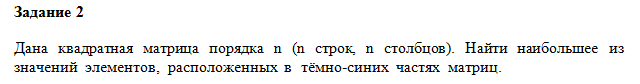 Задание 2
Дана квадратная матрица порядка n (n строк, n столбцов). Найти наибольшее из
значений элементов, расположенных в тёмно-синих частях матриц.